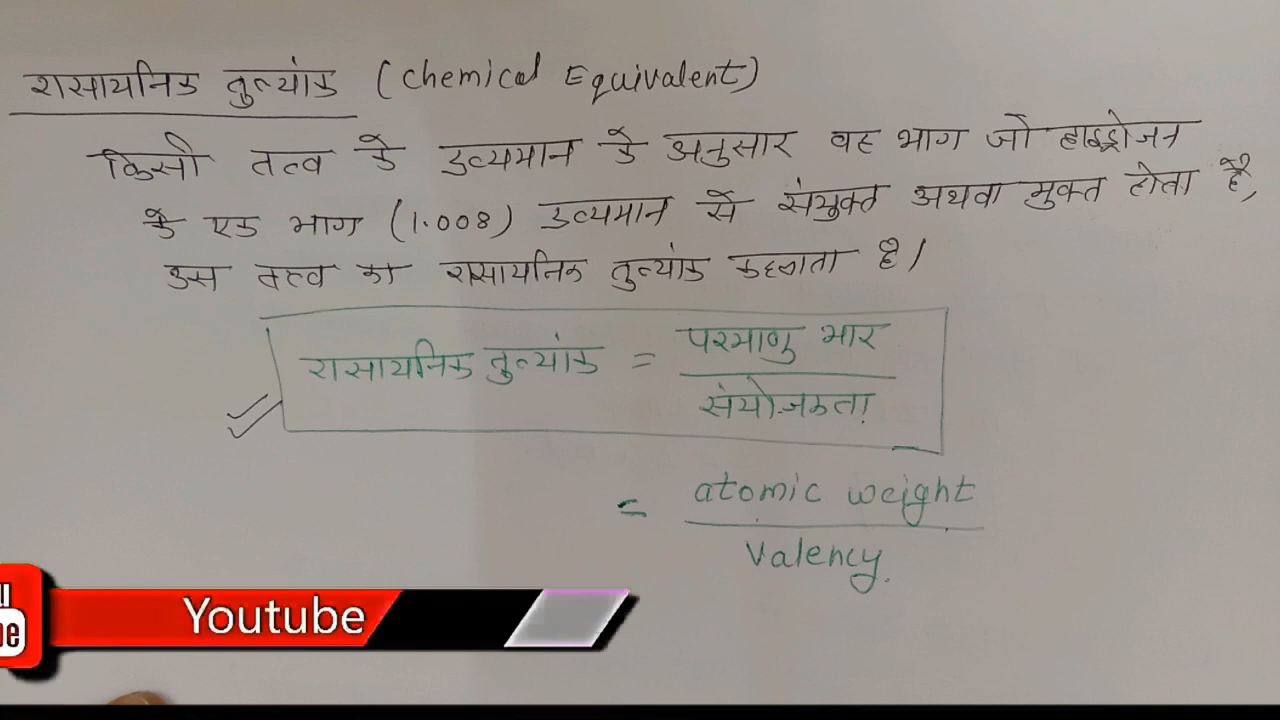 रासायनिक तुल्यांक (Chemical Equivalent)
किसी तत्व के द्रव्यमान के अनुसार वह भाग जो हाइड्रोजन
के एक भाग (1.008) द्रव्यमान से संयुक्त अथवा मुक्त होता है,
उस तत्व का रासायनिक तुल्यांक कहलाता है।
रासायनिक तुल्यांक = परमाणु भार
संयोजकता
= atomic weight
Valency
Youtube